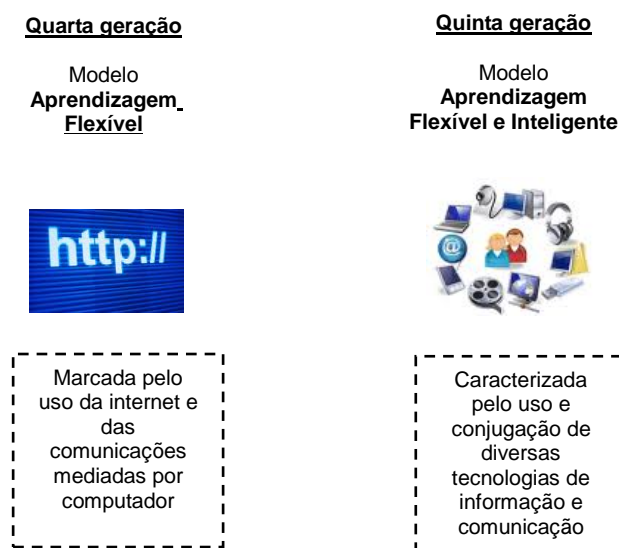 Quarta geração
Modelo
Aprendizagem
Flexível
http://
Marcada pelo
uso da internet e
das
comunicações
mediadas por
computador
Quinta geração
Modelo
Aprendizagem
Flexível e Inteligente
@
Caracterizada
pelo uso e
conjugação de
diversas
tecnologias de
informação e
comunicação